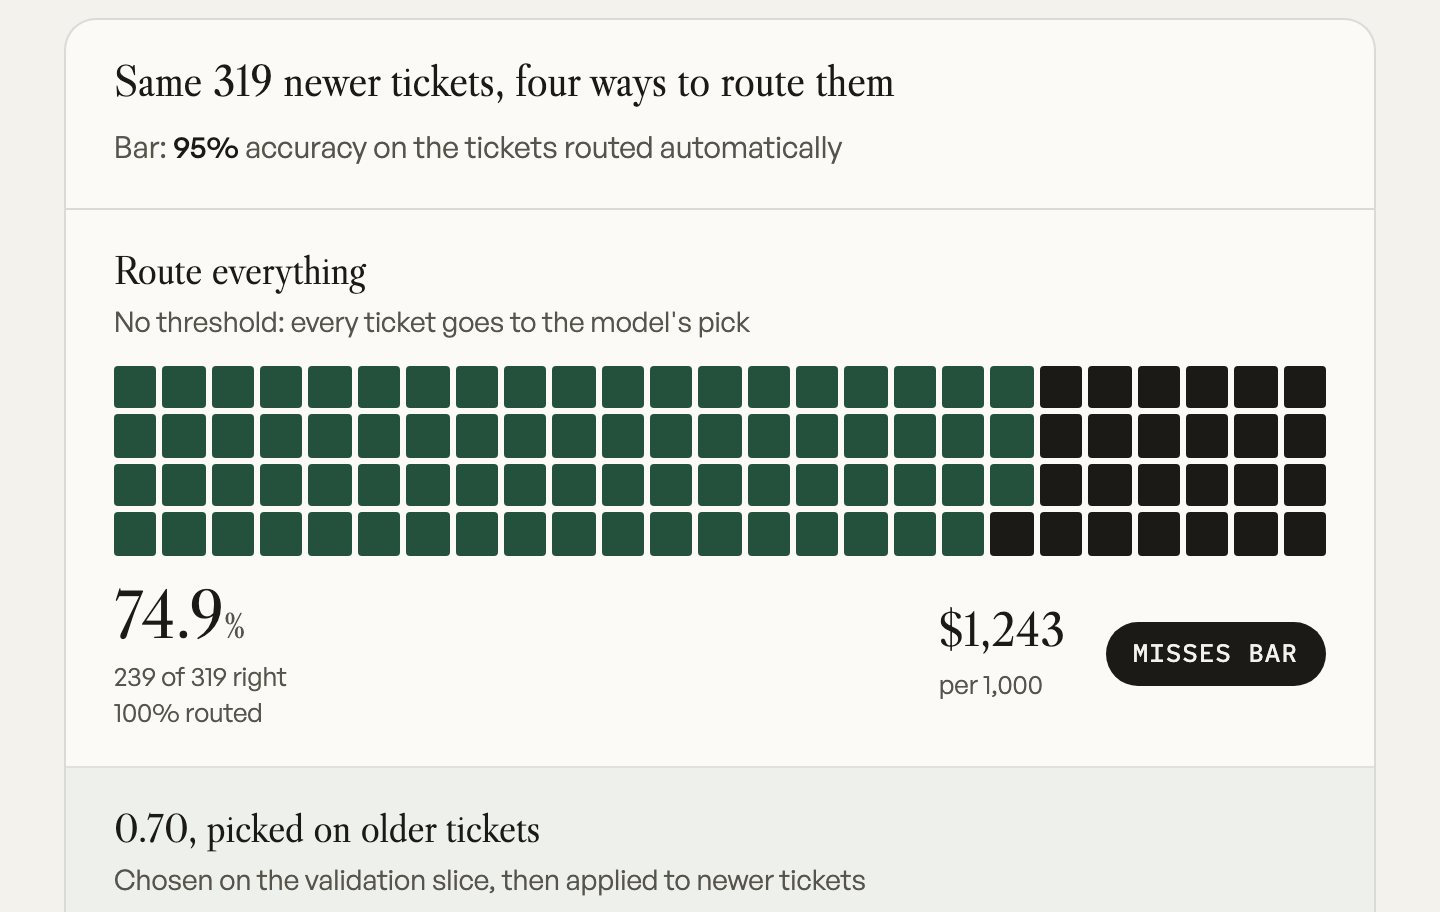 Same 319 newer tickets, four ways to route them
Bar: 95% accuracy on the tickets routed automatically
Route everything
No threshold: every ticket goes to the model's pick
74.9%
239 of 319 right
100% routed
$1,243
per 1,000
MISSES BAR
0.70, picked on older tickets
Chosen on the validation slice, then applied to newer tickets